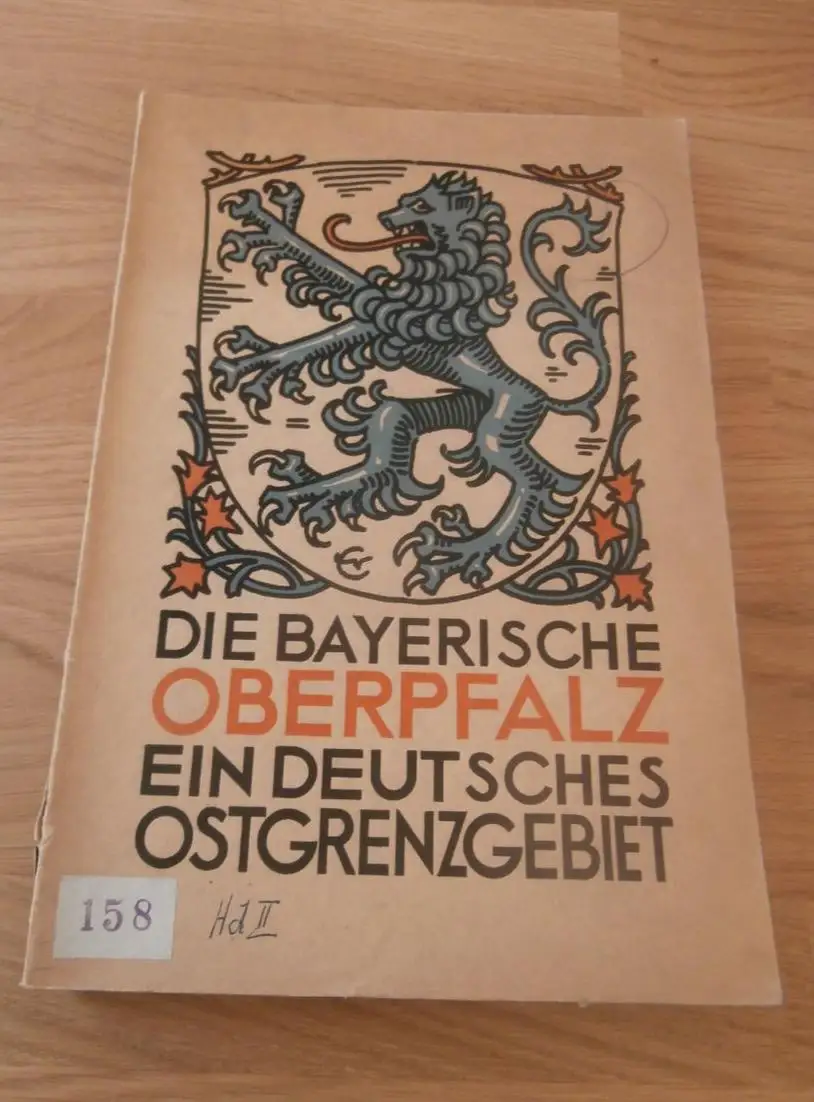 DIE BAYERISCHE
OBERPFALZ
EIN DEUTSCHES
OSTGRENZGEBIET
158
Hd II